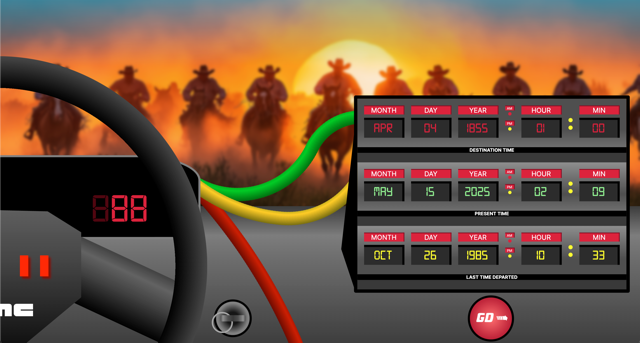 MONTH DAY YEAR AM HOUR MIN
APR 04 1855 PM 01 : 00
DESTINATION TIME
MONTH DAY YEAR AM HOUR MIN
MAY 15 2025 PM 02 : 09
PRESENT TIME
MONTH DAY YEAR AM HOUR MIN
OCT 26 1985 PM 10 : 33
LAST TIME DEPARTED
88
mc
GO